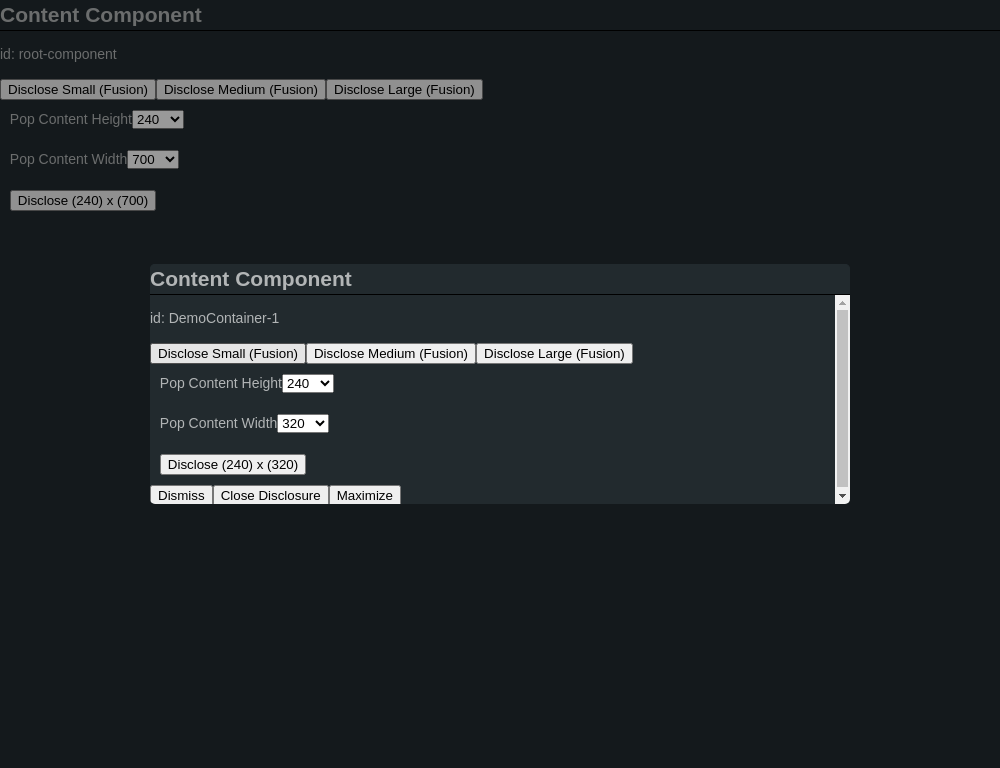 Content Component
id: root-component
Disclose Small (Fusion) Disclose Medium (Fusion) Disclose Large (Fusion)
Pop Content Height 240
Pop Content Width 700
Disclose (240) x (700)
Content Component
id: DemoContainer-1
Disclose Small (Fusion) Disclose Medium (Fusion) Disclose Large (Fusion)
Pop Content Height 240
Pop Content Width 320
Disclose (240) x (320)
Dismiss Close Disclosure Maximize